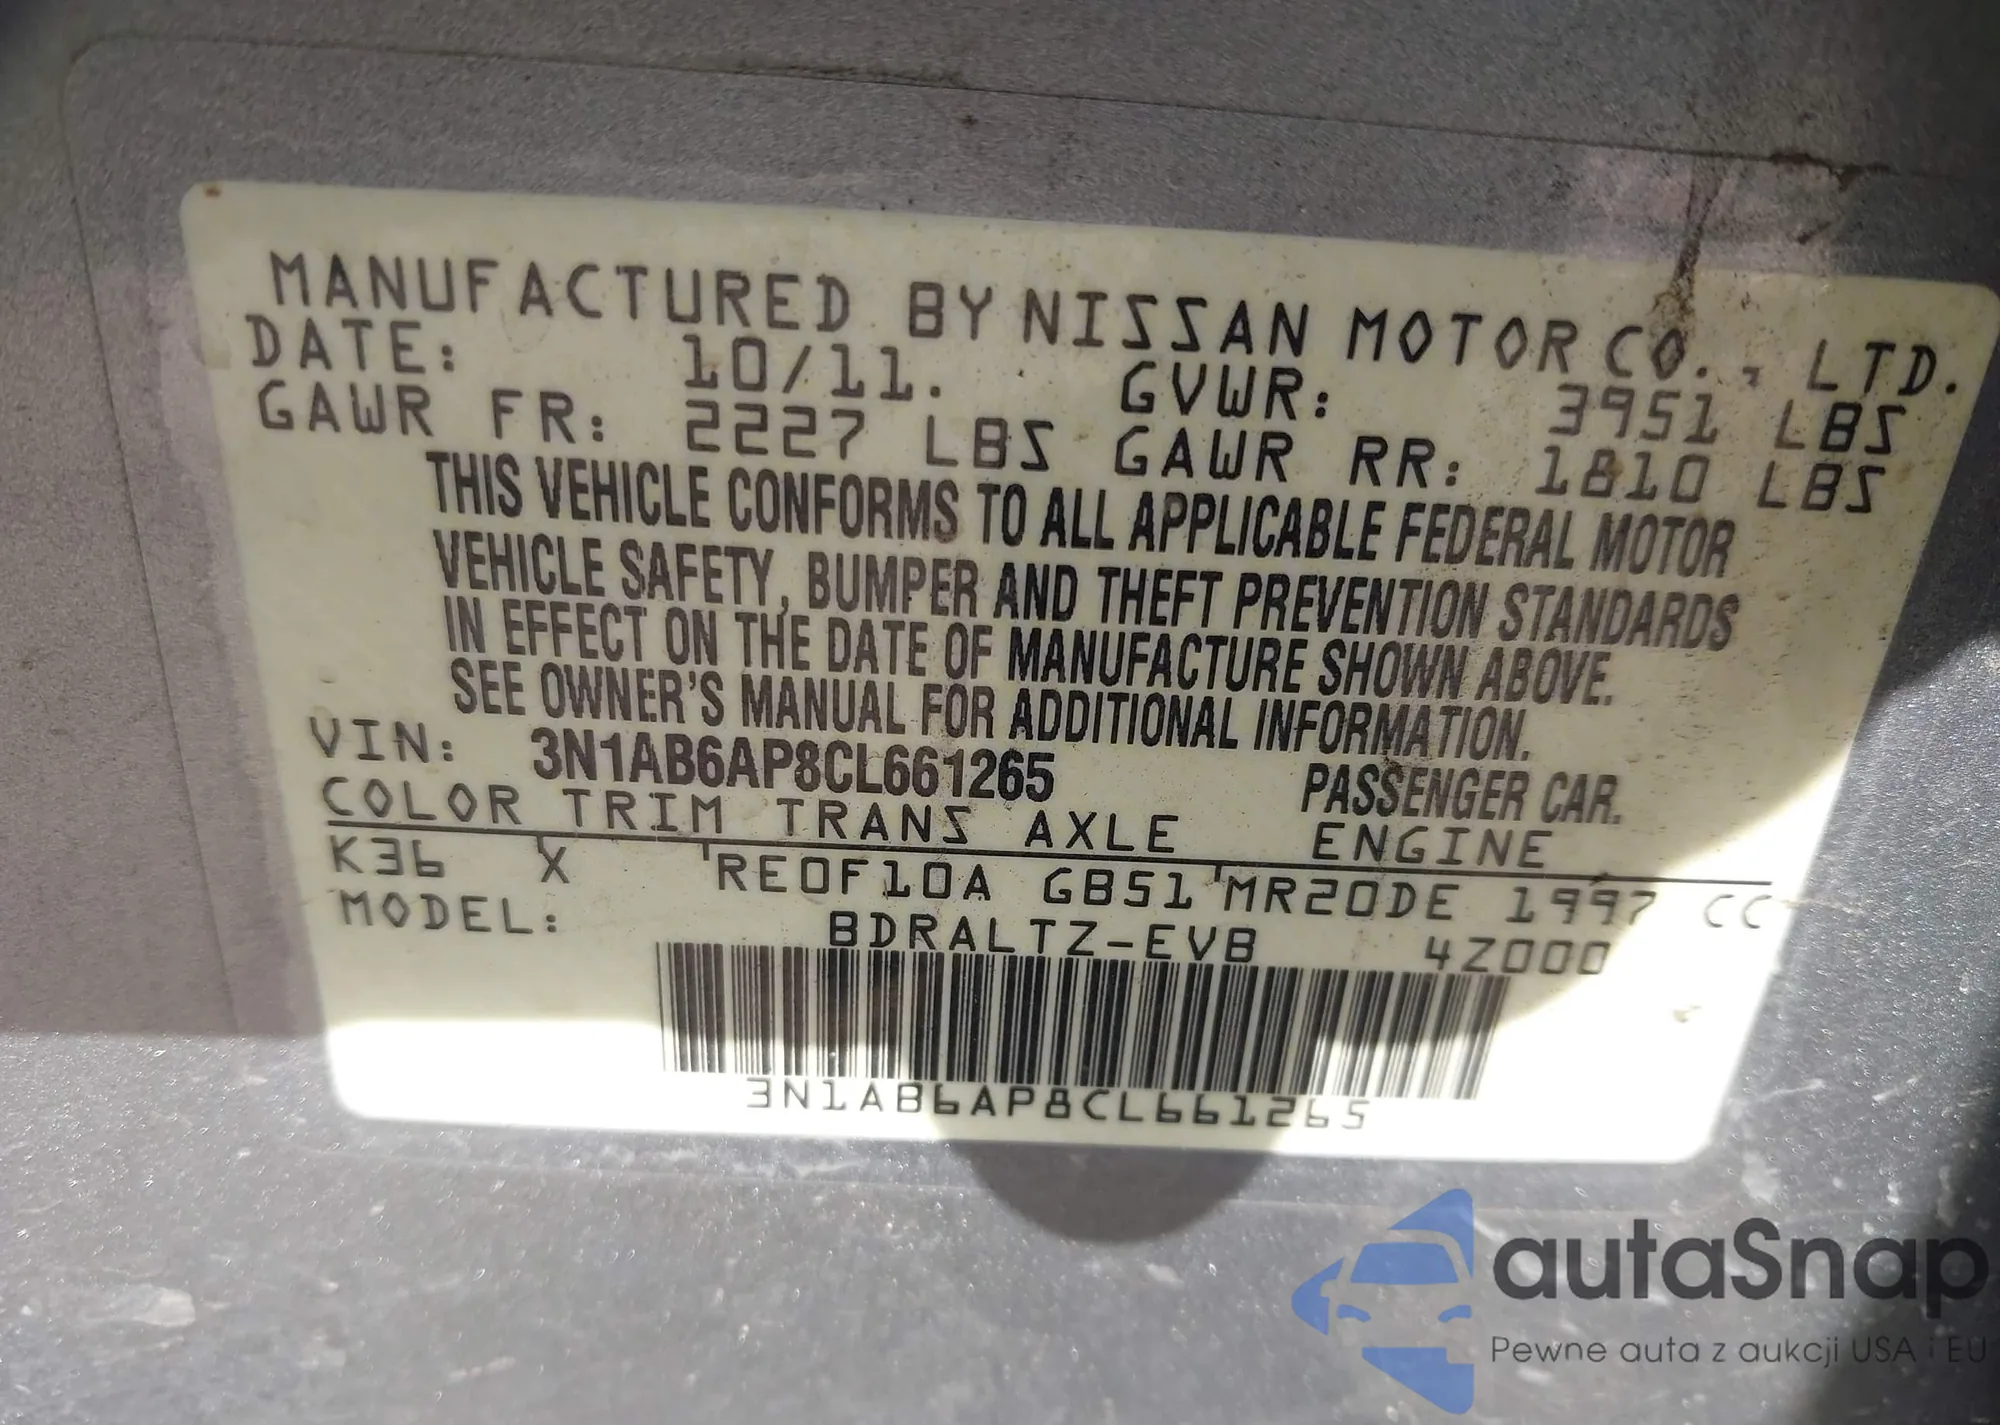 MANUFACTURED BY NISSAN MOTOR CO., LTD.
DATE: 10/11. GVWR: 3951 LBS
GAWR FR: 2227 LBS GAWR RR: 1810 LBS
THIS VEHICLE CONFORMS TO ALL APPLICABLE FEDERAL MOTOR
VEHICLE SAFETY, BUMPER AND THEFT PREVENTION STANDARDS
IN EFFECT ON THE DATE OF MANUFACTURE SHOWN ABOVE.
SEE OWNER'S MANUAL FOR ADDITIONAL INFORMATION.
VIN: 3N1AB6AP8CL661265 PASSENGER CAR.
COLOR TRIM TRANS AXLE ENGINE
K36 X RE0F10A GB51 MR20DE 1997 CC
MODEL: BDRALTZ-EVB 4Z000
3N1AB6AP8CL661265
autaSnap
Pewne auta z aukcji USA i EU